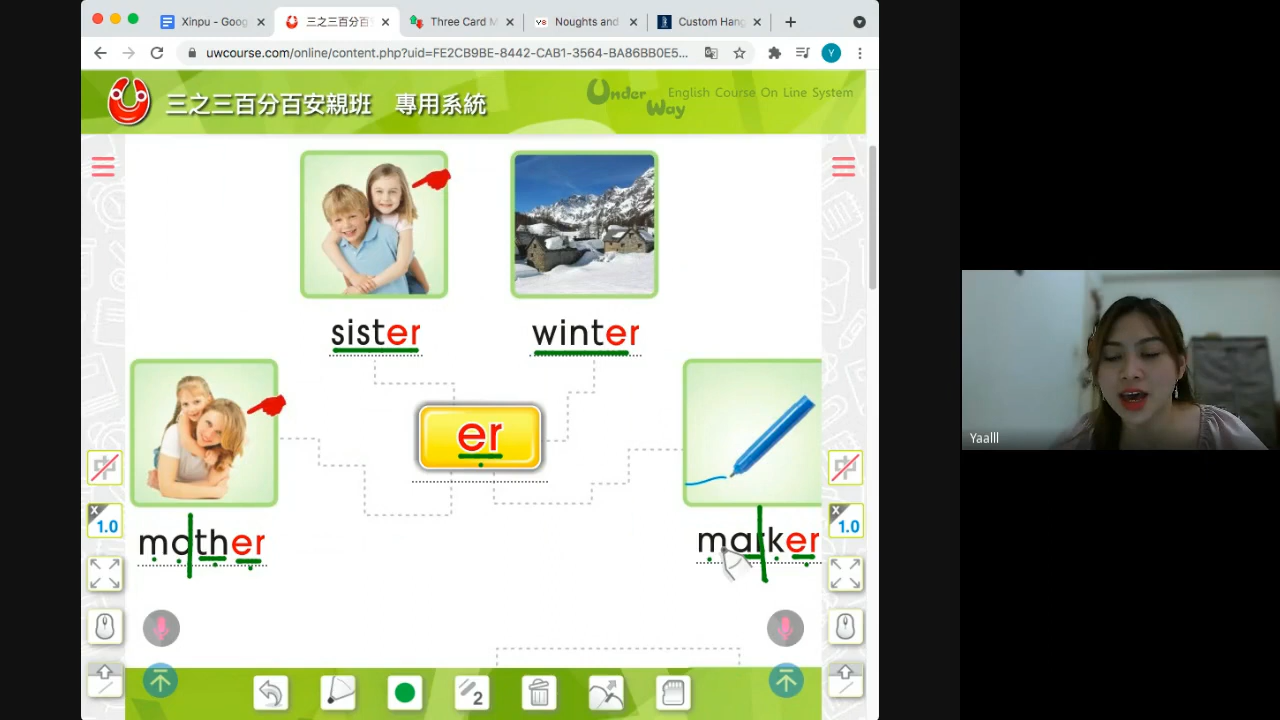 Xinpu - Goog
三之三百分百
Three Card M
Noughts and
Custom Hang
uwcourse.com/online/content.php?uid=FE2CB9BE-8442-CAB1-3564-BA86BB0E5...
Y
三之三百分百安親班 專用系統
Under Way
English Course On Line System
sister
winter
er
mother
marker
Yaalll
x 1.0
x 1.0
2